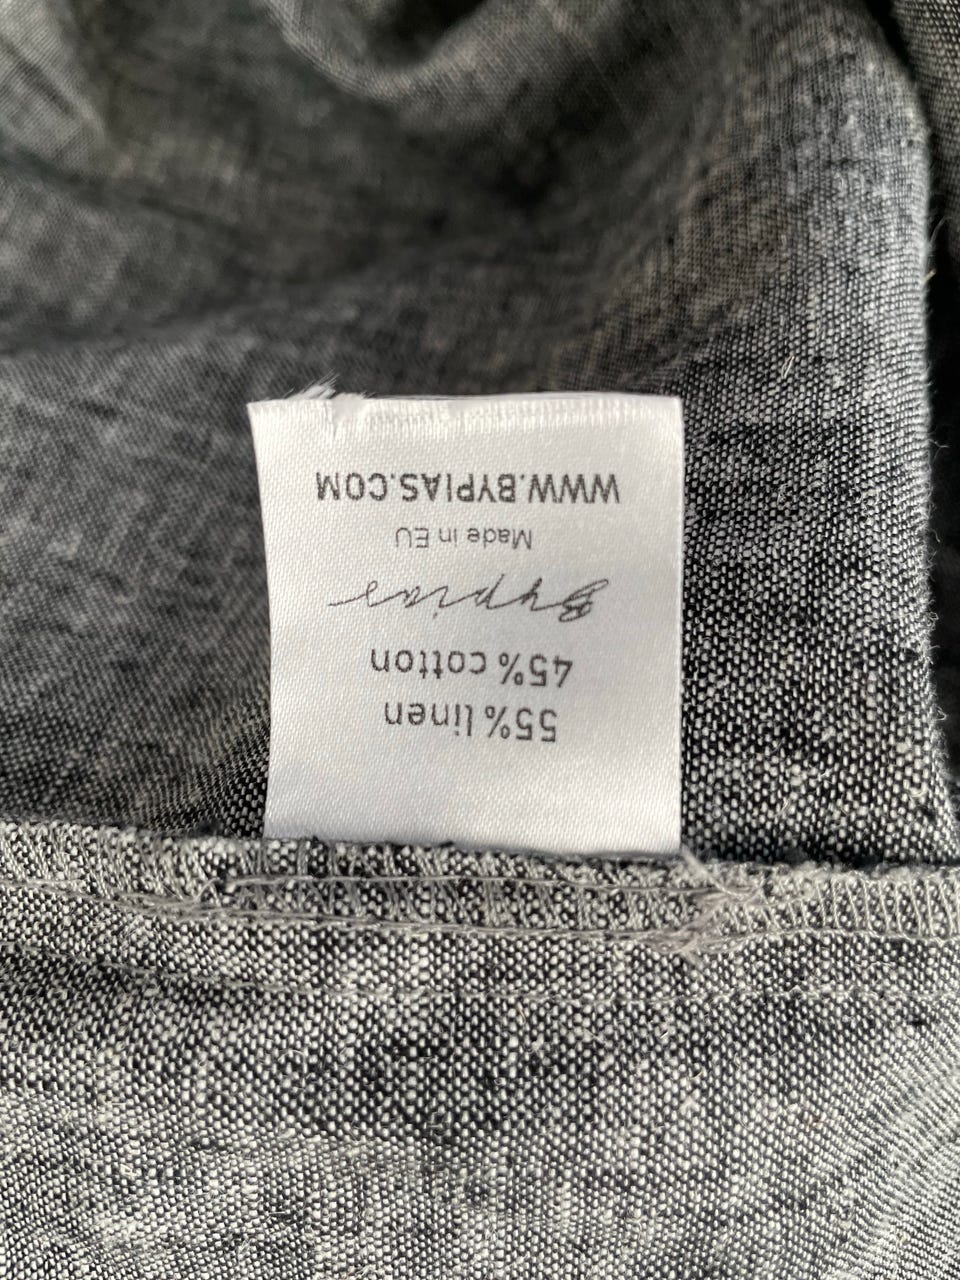 55% linen
45% cotton
Bypias
Made in EU
WWW.BYPIAS.COM